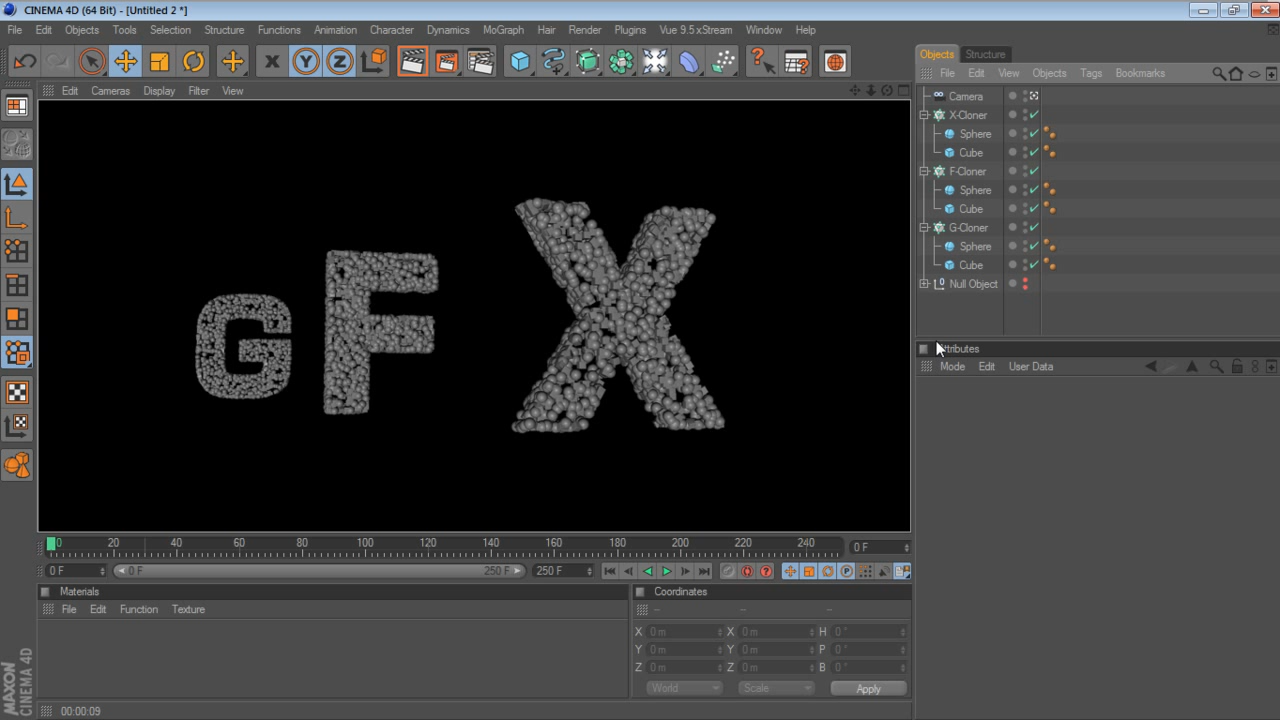 CINEMA 4D (64 Bit) - [Untitled 2 *]
File Edit Objects Tools Selection Structure Functions Animation Character Dynamics MoGraph Hair Render Plugins Vue 9.5 xStream Window Help
Objects Structure
File Edit View Objects Tags Bookmarks
Edit Cameras Display Filter View
Camera
X-Cloner
Sphere
Cube
F-Cloner
Sphere
Cube
G-Cloner
Sphere
Cube
Null Object
G F X
Attributes
Mode Edit User Data
0 20 40 60 80 100 120 140 160 180 200 220 240 0 F
0 F 0 F 250 F 250 F
Materials
File Edit Function Texture
Coordinates
-- -- --
X 0 m X 0 m H 0 °
Y 0 m Y 0 m P 0 °
Z 0 m Z 0 m B 0 °
World Scale Apply
MAXON
CINEMA 4D
00:00:09